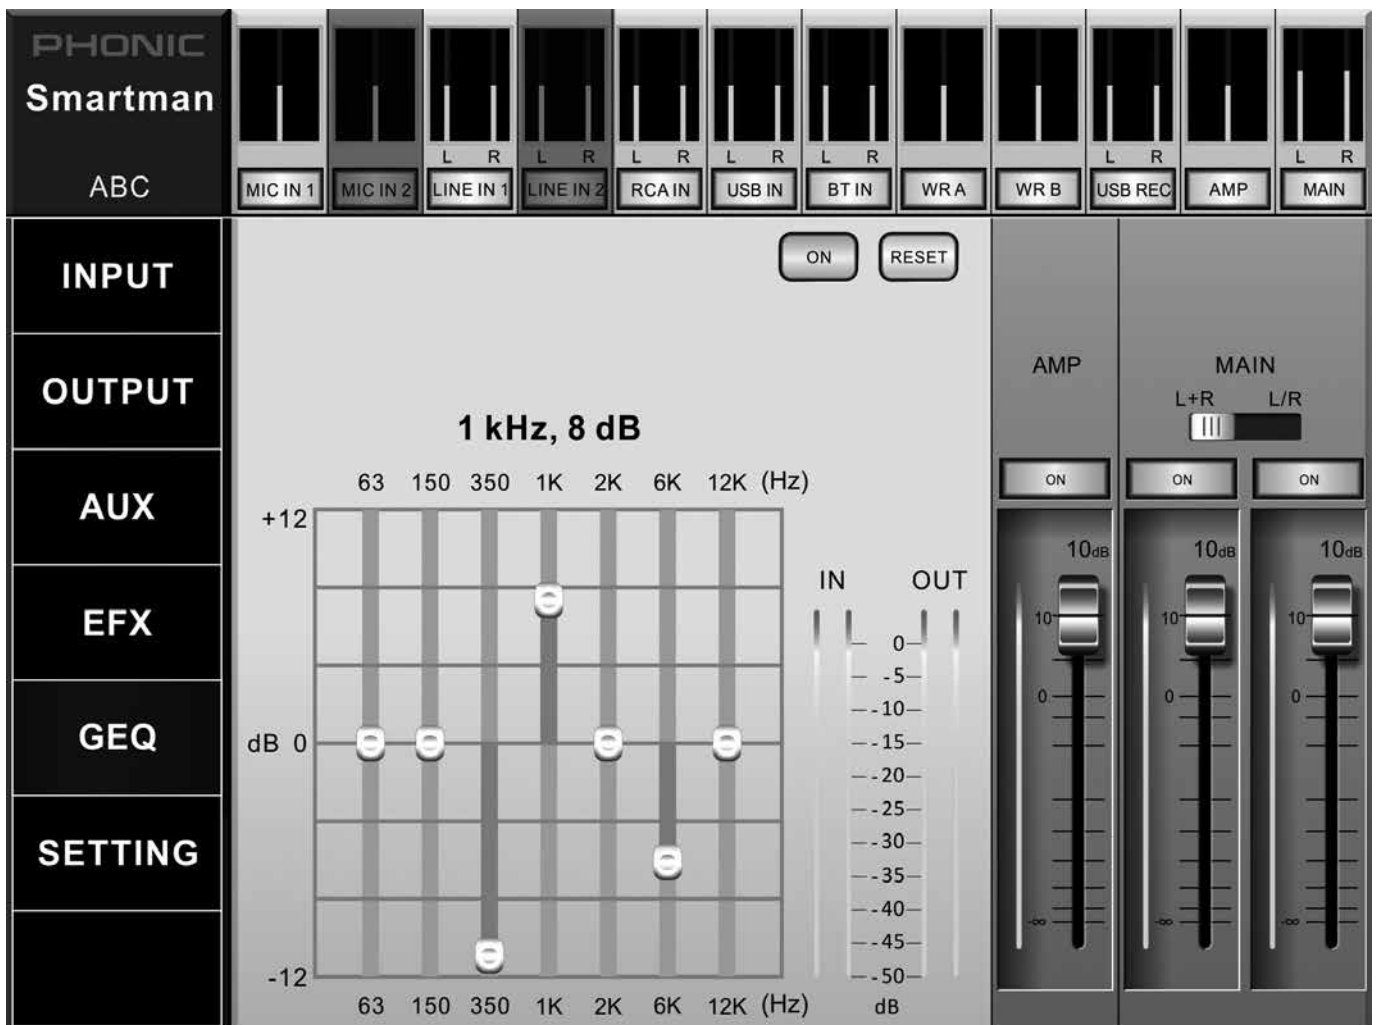 PHONIC
Smartman
ABC
L R L R L R L R L R L R L R
MIC IN 1 MIC IN 2 LINE IN 1 LINE IN 2 RCA IN USB IN BT IN WR A WR B USB REC AMP MAIN
INPUT
OUTPUT
AUX
EFX
GEQ
SETTING
ON RESET
1 kHz, 8 dB
63 150 350 1K 2K 6K 12K (Hz)
+12
dB 0
-12
63 150 350 1K 2K 6K 12K (Hz)
IN OUT
0
-5
-10
-15
-20
-25
-30
-35
-40
-45
-50
dB
AMP
MAIN
L+R L/R
ON ON ON
10dB 10dB 10dB
10 10 10
0 0 0
-∞ -∞ -∞